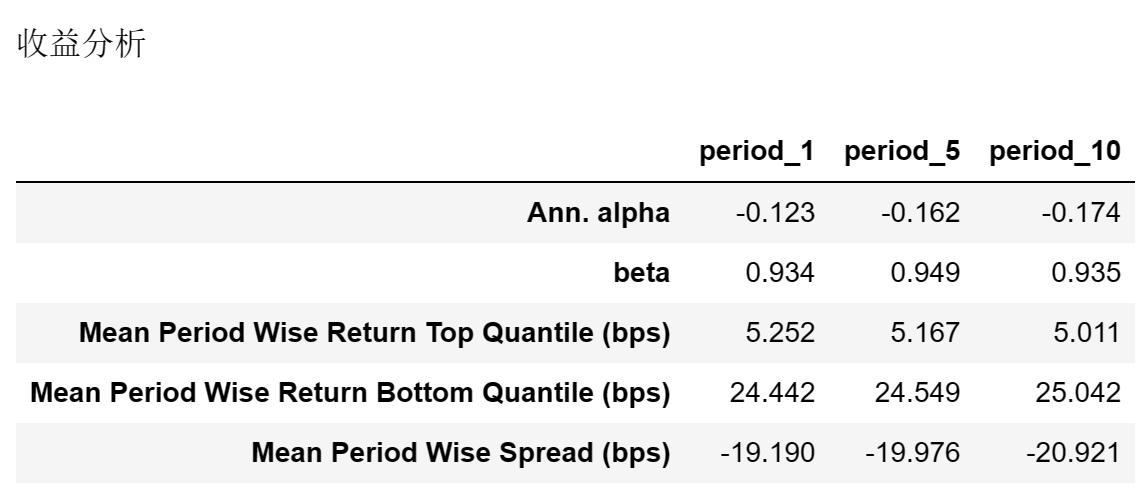 收益分析
period_1 period_5 period_10
Ann. alpha -0.123 -0.162 -0.174
beta 0.934 0.949 0.935
Mean Period Wise Return Top Quantile (bps) 5.252 5.167 5.011
Mean Period Wise Return Bottom Quantile (bps) 24.442 24.549 25.042
Mean Period Wise Spread (bps) -19.190 -19.976 -20.921